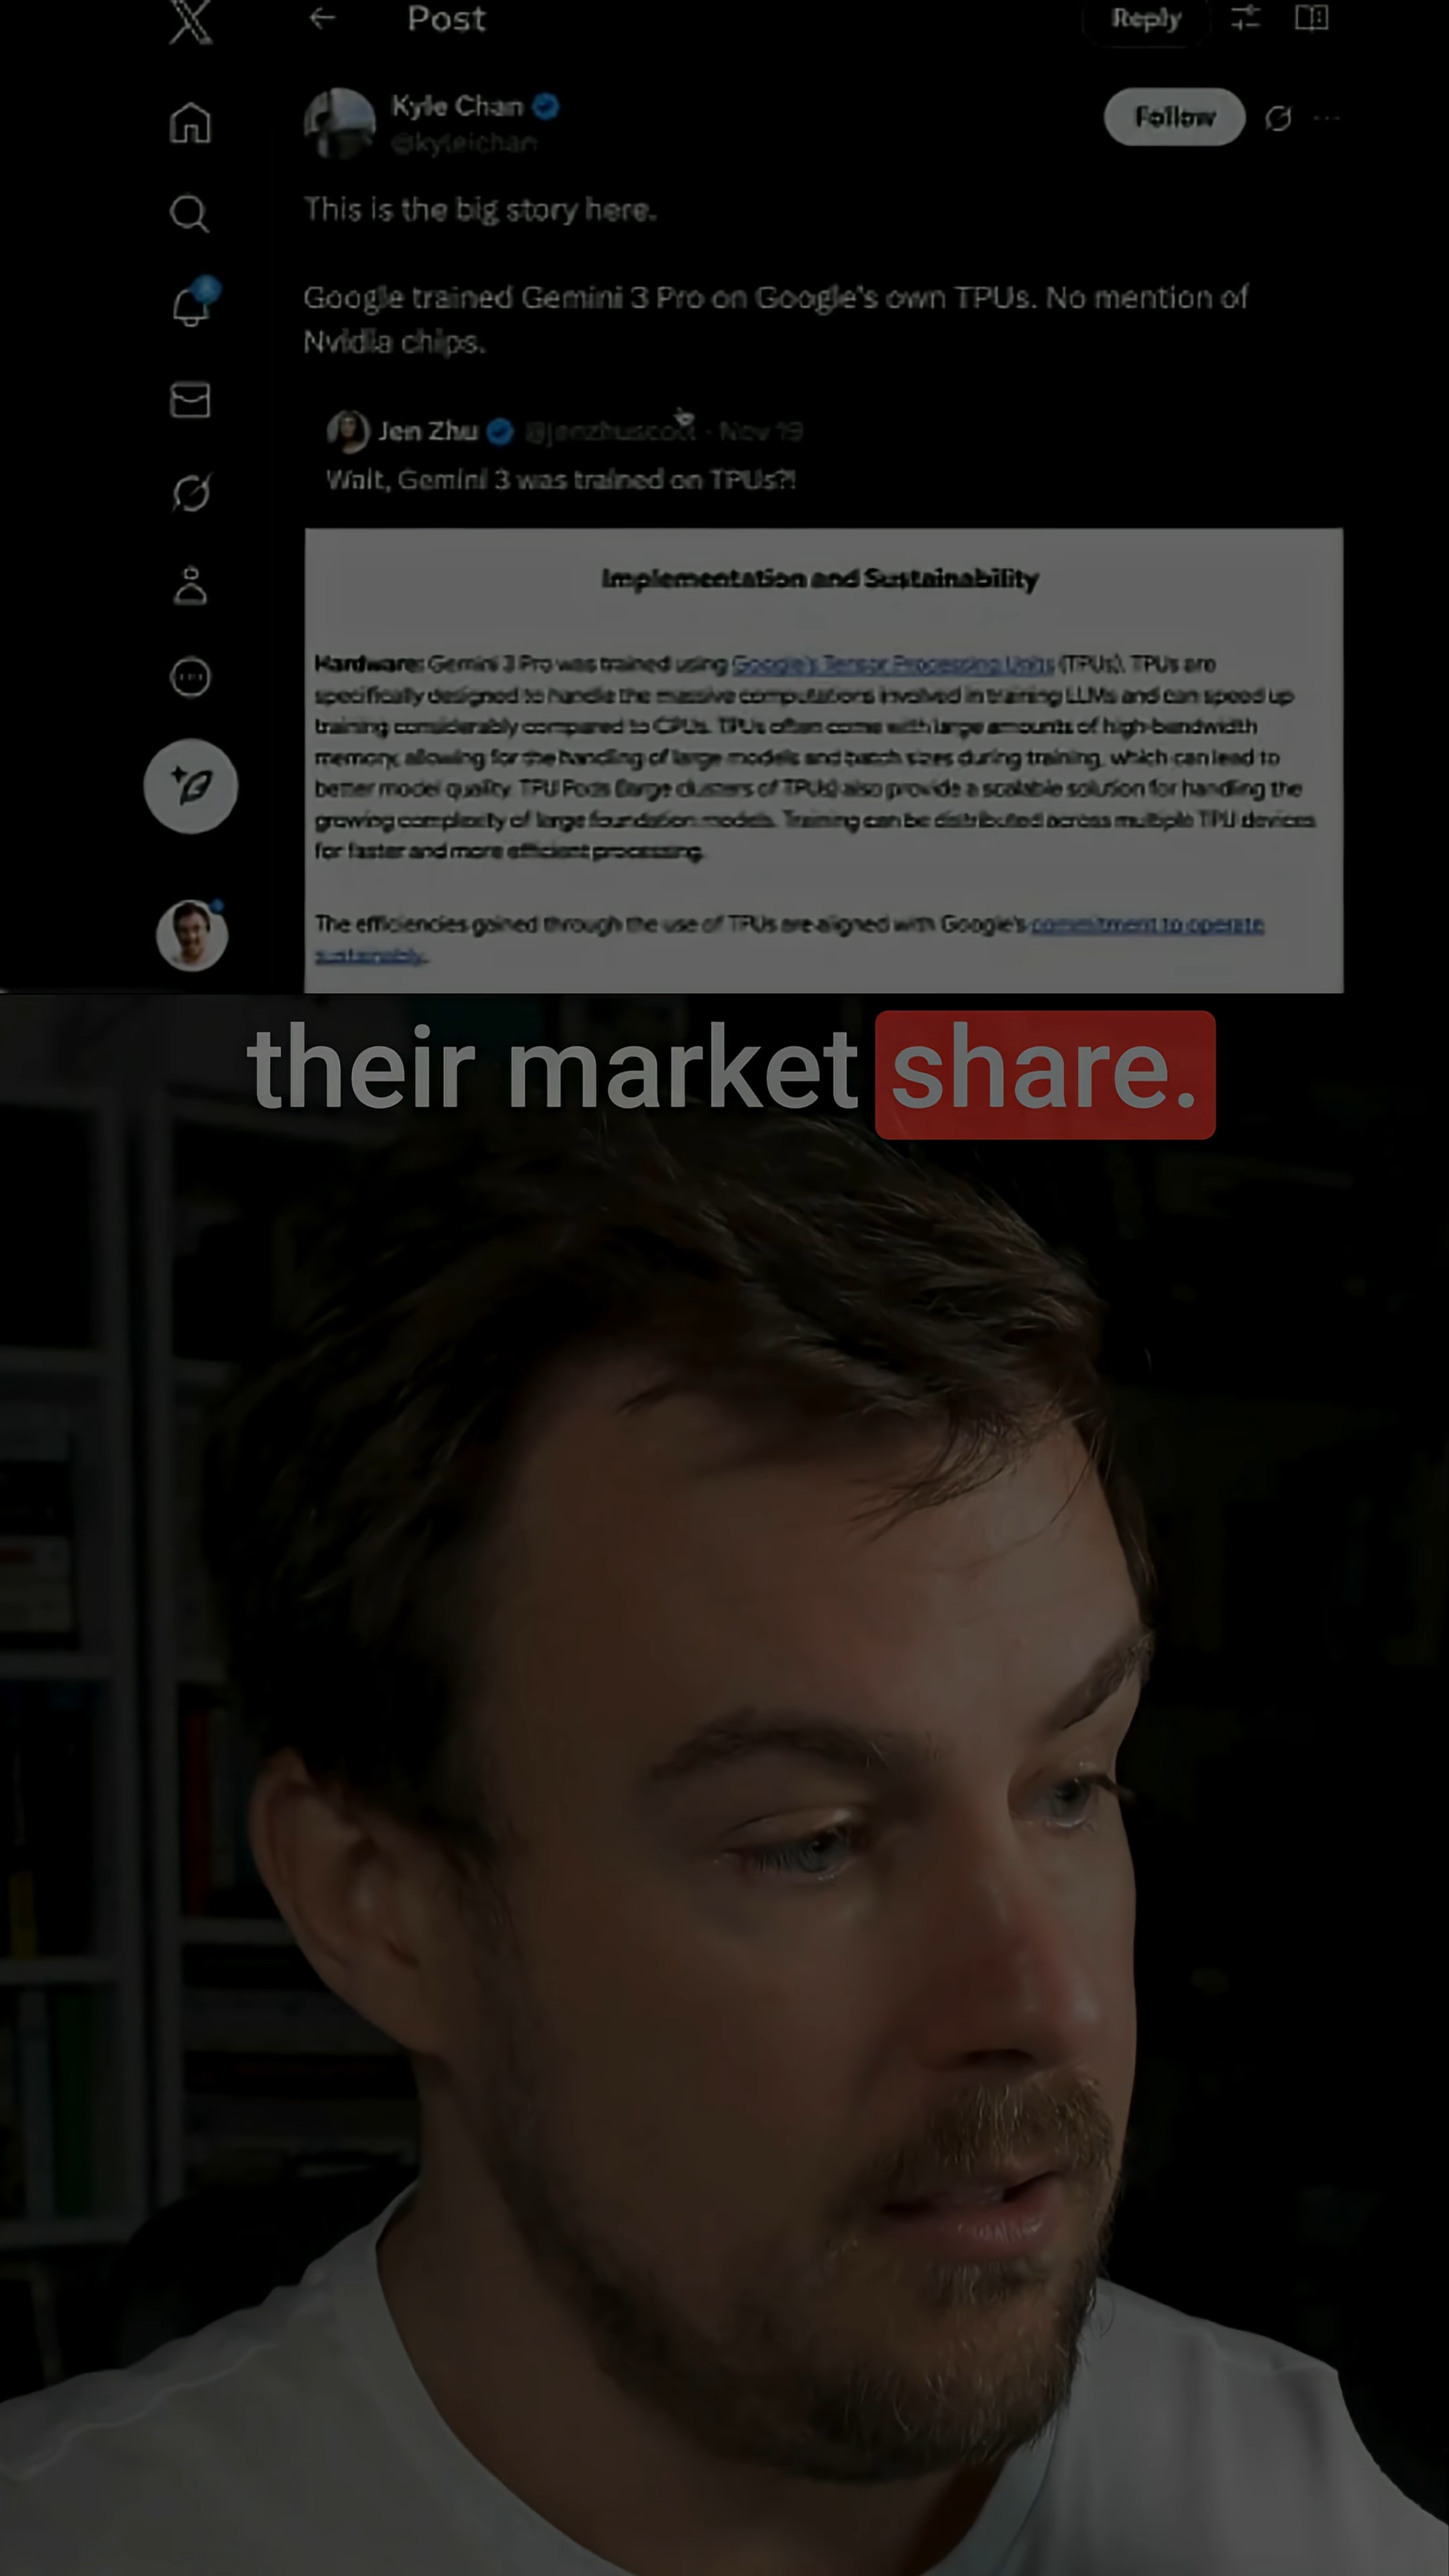 Post
Reply
Kyle Chan
@kyleichan
Follow
This is the big story here.
Google trained Gemini 3 Pro on Google's own TPUs. No mention of
Nvidia chips.
Jen Zhu @jenzhuscott · Nov 19
Wait, Gemini 3 was trained on TPUs?!
Implementation and Sustainability
Hardware: Gemini 3 Pro was trained using Google's Tensor Processing Units (TPUs). TPUs are
specifically designed to handle the massive computations involved in training LLMs and can speed up
training considerably compared to CPUs. TPUs often come with large amounts of high-bandwidth
memory, allowing for the handling of large models and batch sizes during training, which can lead to
better model quality. TPU Pods (large clusters of TPUs) also provide a scalable solution for handling the
growing complexity of large foundation models. Training can be distributed across multiple TPU devices
for faster and more efficient processing.
The efficiencies gained through the use of TPUs are aligned with Google's commitment to operate
sustainably.
their market share.